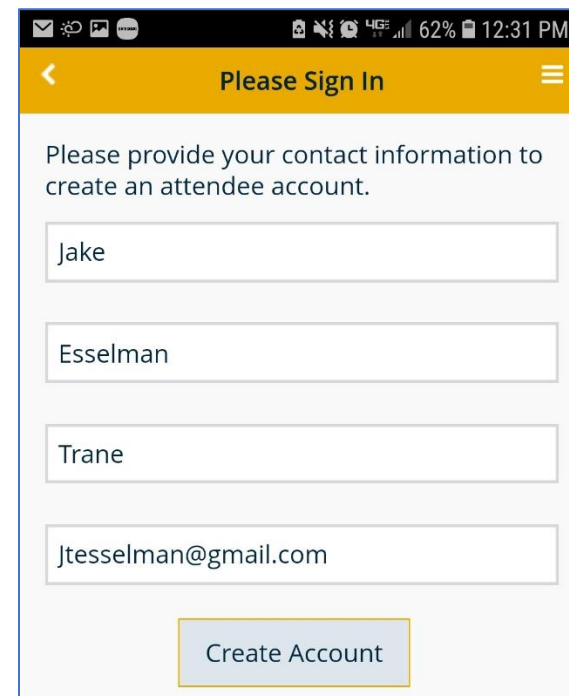 4G 62% 12:31 PM
Please Sign In
Please provide your contact information to
create an attendee account.
Jake
Esselman
Trane
Jtesselman@gmail.com
Create Account